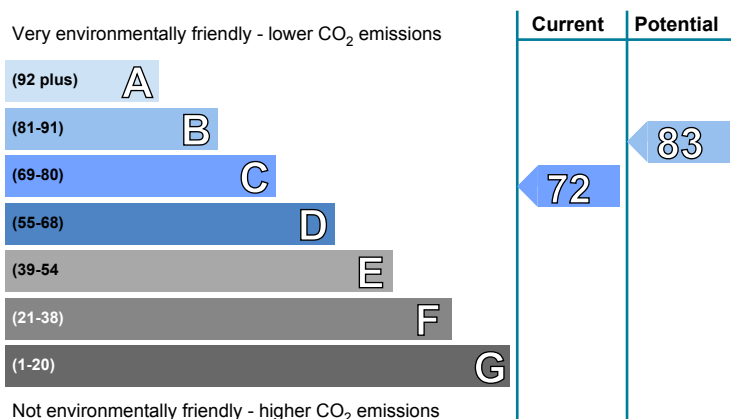 Very environmentally friendly - lower CO2 emissions
Current Potential
(92 plus) A
(81-91) B
83
(69-80) C
72
(55-68) D
(39-54 E
(21-38) F
(1-20) G
Not environmentally friendly - higher CO2 emissions